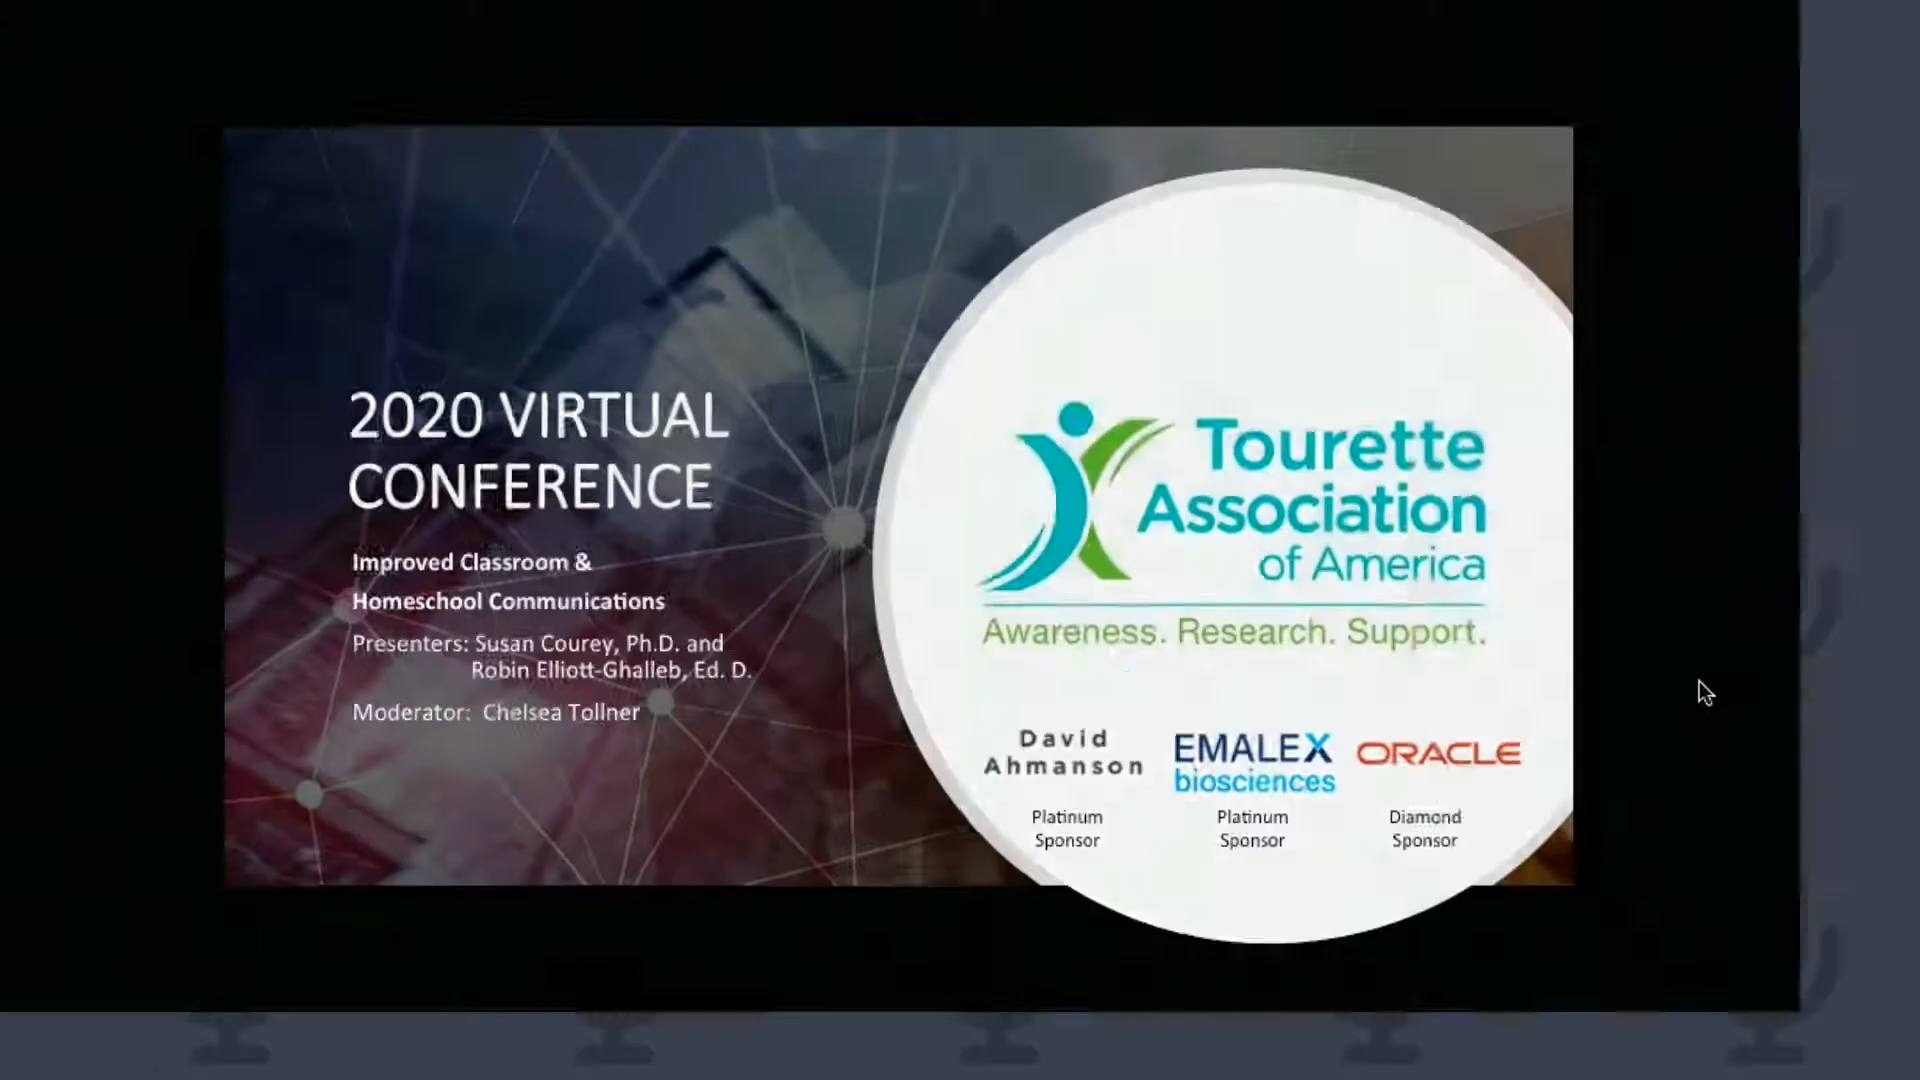 2020 VIRTUAL
CONFERENCE
Improved Classroom &
Homeschool Communications
Presenters: Susan Courey, Ph.D. and
Robin Elliott-Ghalleb, Ed. D.
Moderator: Chelsea Tollner
Tourette
Association
of America
Awareness. Research. Support.
David
Ahmanson
Platinum
Sponsor
EMALEX
biosciences
Platinum
Sponsor
ORACLE
Diamond
Sponsor